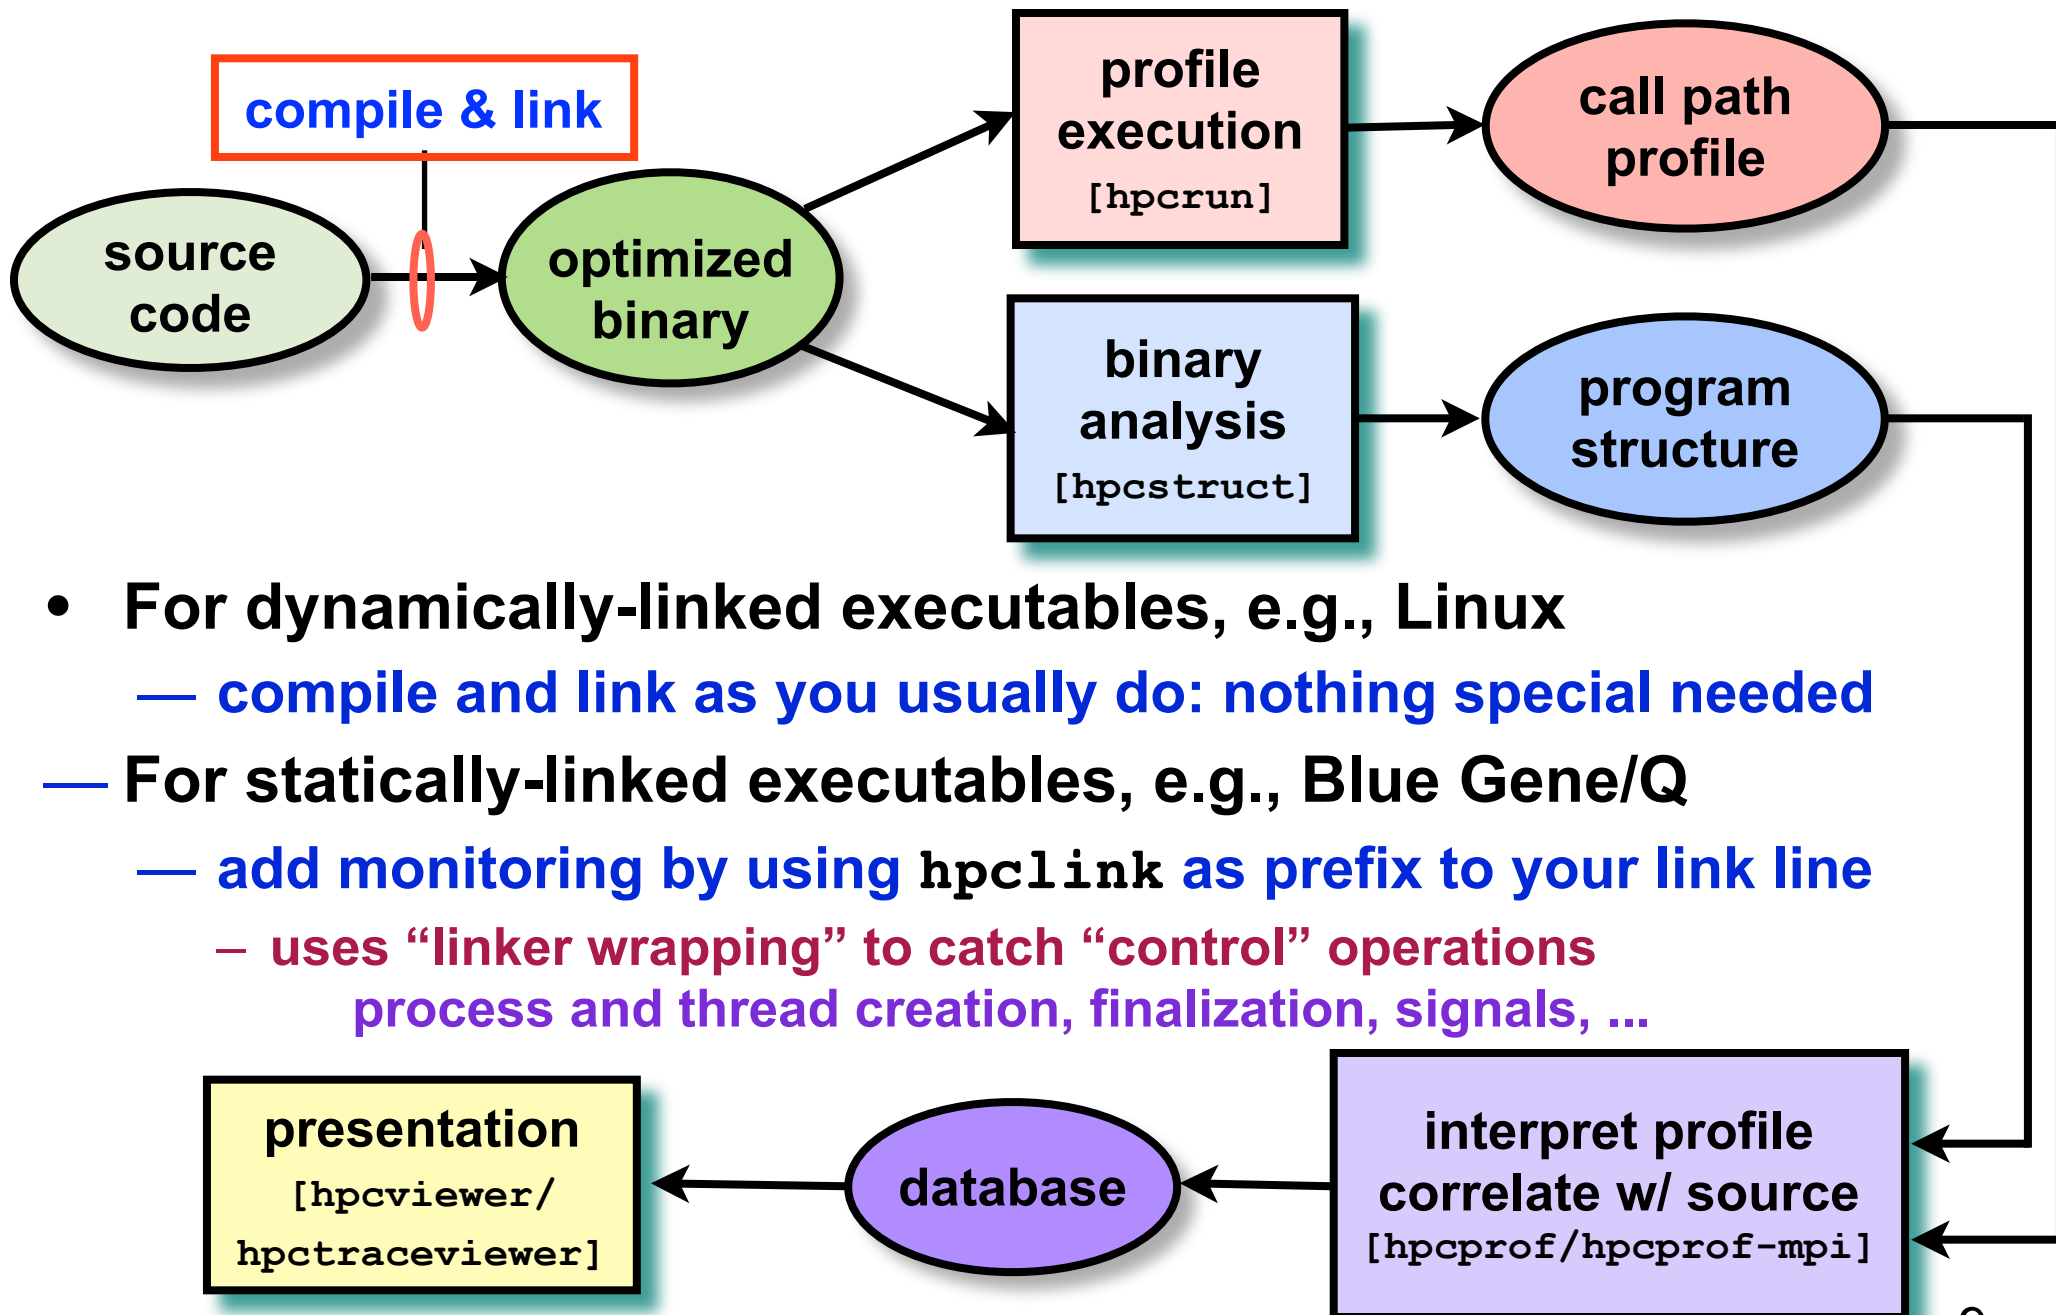 compile & link
source
code
optimized
binary
profile
execution
[hpcrun]
call path
profile
binary
analysis
[hpcstruct]
program
structure
• For dynamically-linked executables, e.g., Linux
— compile and link as you usually do: nothing special needed
— For statically-linked executables, e.g., Blue Gene/Q
— add monitoring by using hpclink as prefix to your link line
– uses “linker wrapping” to catch “control” operations
process and thread creation, finalization, signals, ...
presentation
[hpcviewer/
hpctraceviewer]
database
interpret profile
correlate w/ source
[hpcprof/hpcprof-mpi]